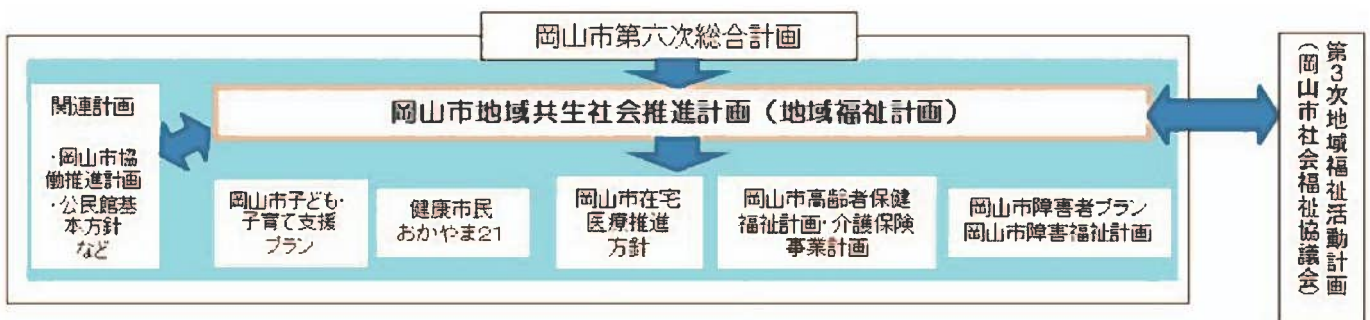 岡山市第六次総合計画
岡山市地域共生社会推進計画（地域福祉計画）
関連計画
・岡山市協
働推進計画
・公民館基
本方針
など
岡山市子ども・
子育て支援
プラン
健康市民
おかやま21
岡山市在宅
医療推進
方針
岡山市高齢者保健
福祉計画・介護保険
事業計画
岡山市障害者プラン
岡山市障害福祉計画
第3次地域福祉活動計画
（岡山市社会福祉協議会）